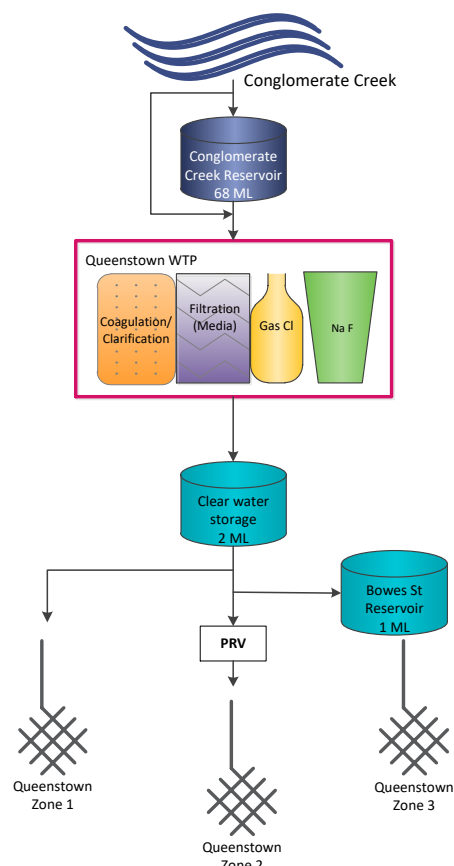 Conglomerate Creek
Conglomerate
Creek Reservoir
68 ML
Queenstown WTP
Coagulation/
Clarification
Filtration
(Media)
Gas Cl
Na F
Clear water
storage
2 ML
Bowes St
Reservoir
1 ML
PRV
Queenstown
Zone 1
Queenstown
Zone 3
Queenstown
Zone 2